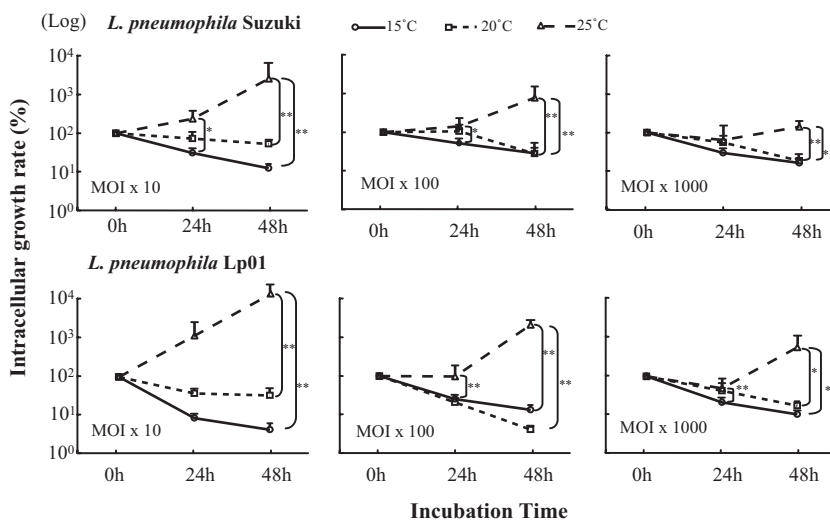 (Log) L. pneumophila Suzuki 15˚C 20˚C 25˚C
Intracellular growth rate (%)
10⁴
10³
10²
10¹
10⁰
* ** **
* ** **
** *
MOI x 10 MOI x 100 MOI x 1000
0h 24h 48h 0h 24h 48h 0h 24h 48h
L. pneumophila Lp01
10⁴
10³
10²
10¹
10⁰
** **
** ** **
** * *
MOI x 10 MOI x 100 MOI x 1000
0h 24h 48h 0h 24h 48h 0h 24h 48h
Incubation Time